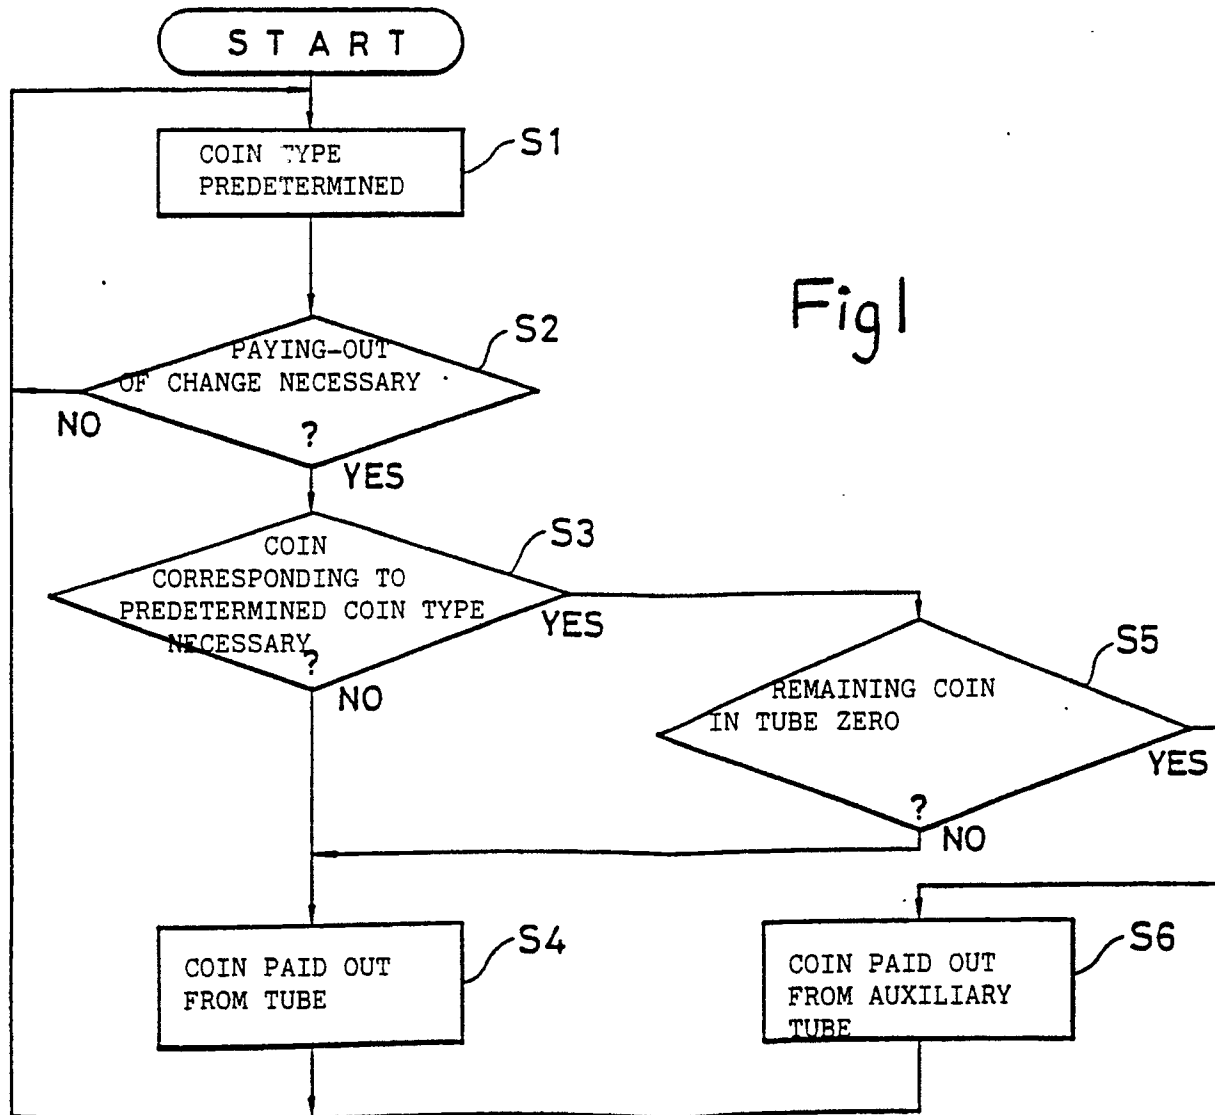 START
COIN TYPE
PREDETERMINED
S1
Fig1
PAYING-OUT
OF CHANGE NECESSARY
?
S2
NO
YES
COIN
CORRESPONDING TO
PREDETERMINED COIN TYPE
NECESSARY
?
S3
YES
NO
REMAINING COIN
IN TUBE ZERO
?
S5
YES
NO
COIN PAID OUT
FROM TUBE
S4
COIN PAID OUT
FROM AUXILIARY
TUBE
S6